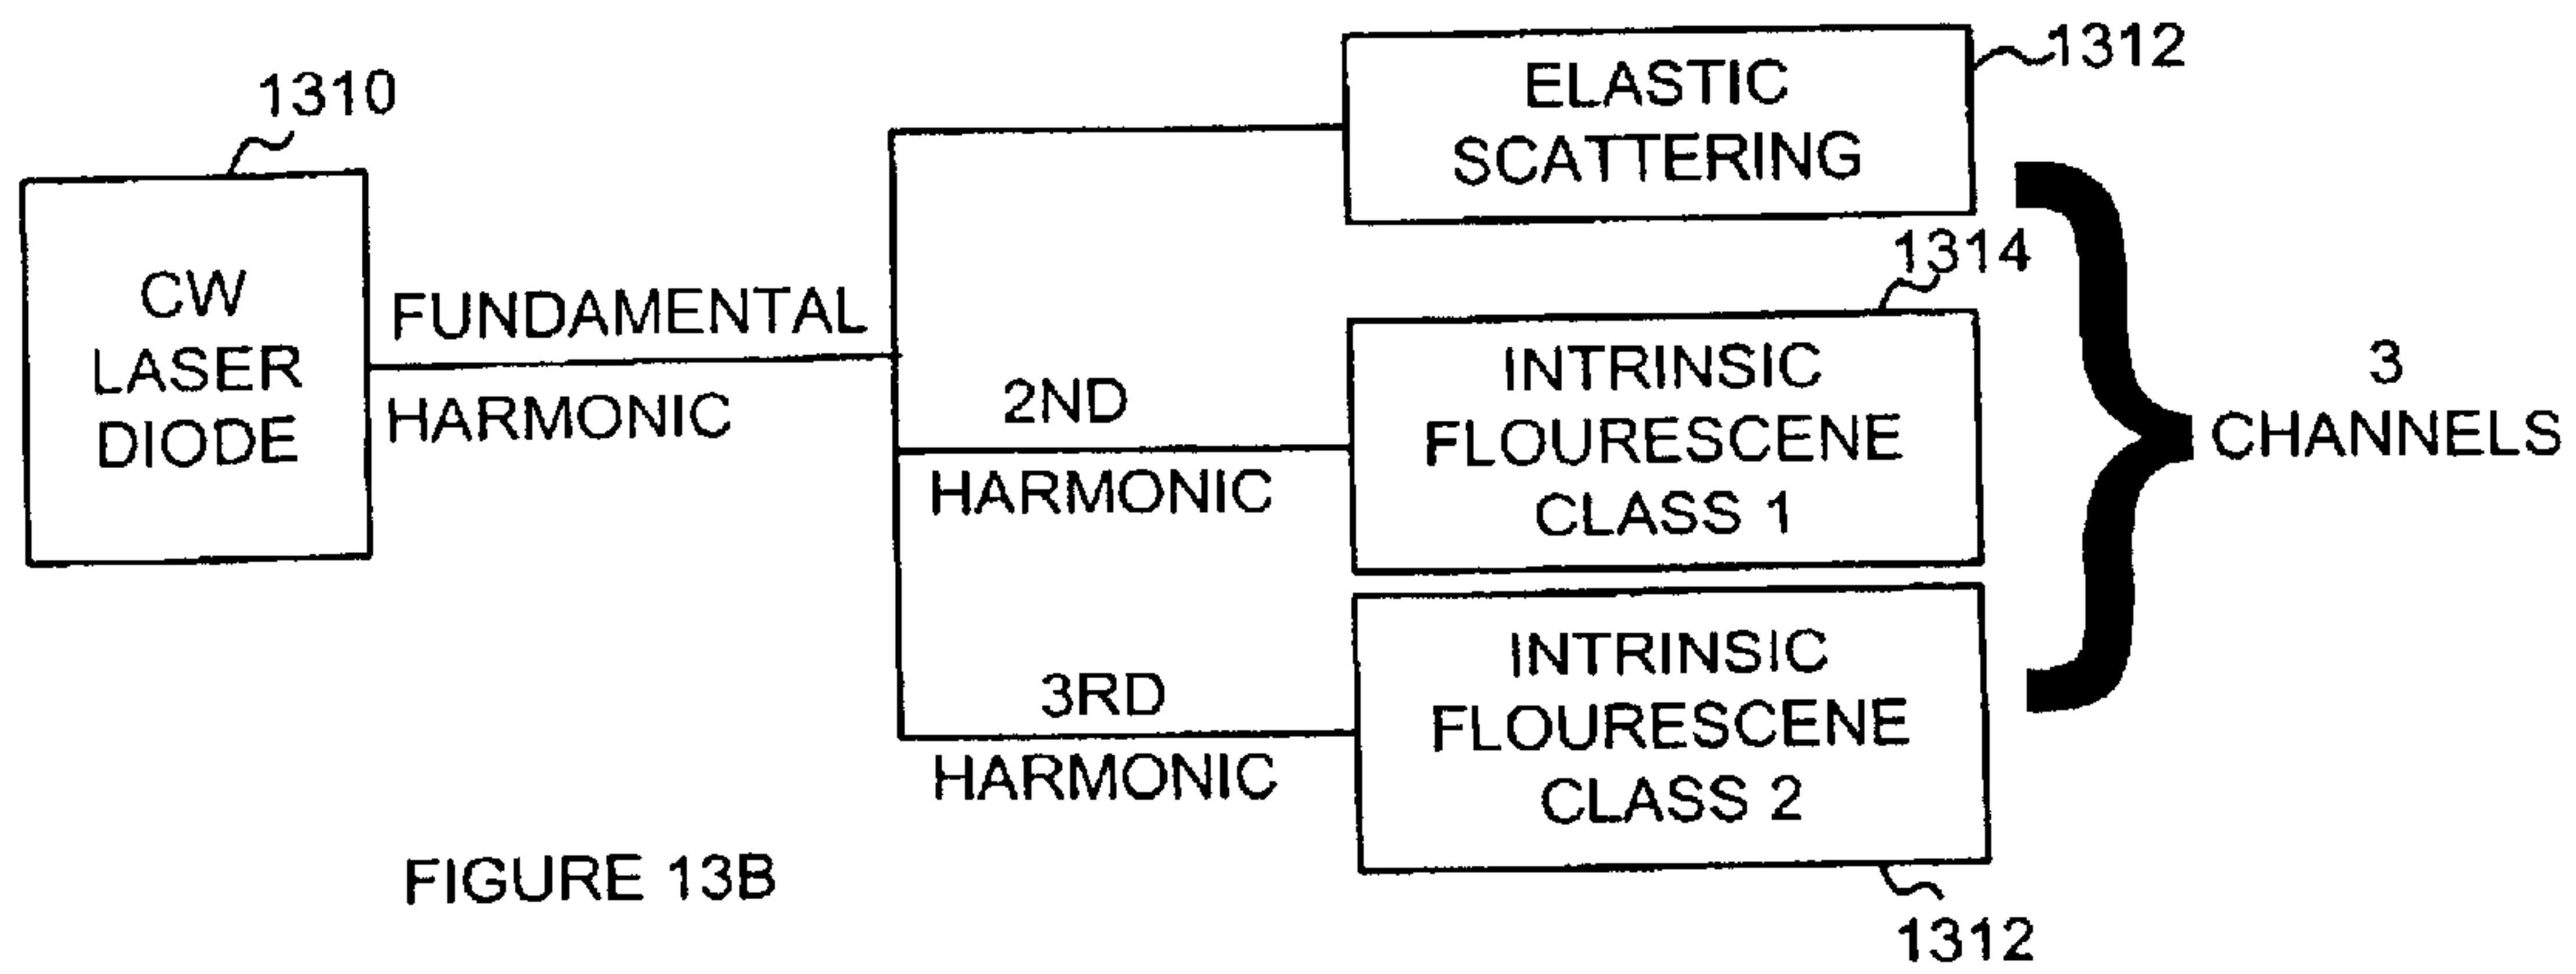 1310
CW
LASER
DIODE
FUNDAMENTAL
HARMONIC
1312
ELASTIC
SCATTERING
1314
2ND
HARMONIC
INTRINSIC
FLOURESCENE
CLASS 1
3RD
HARMONIC
INTRINSIC
FLOURESCENE
CLASS 2
1312
3
CHANNELS
FIGURE 13B